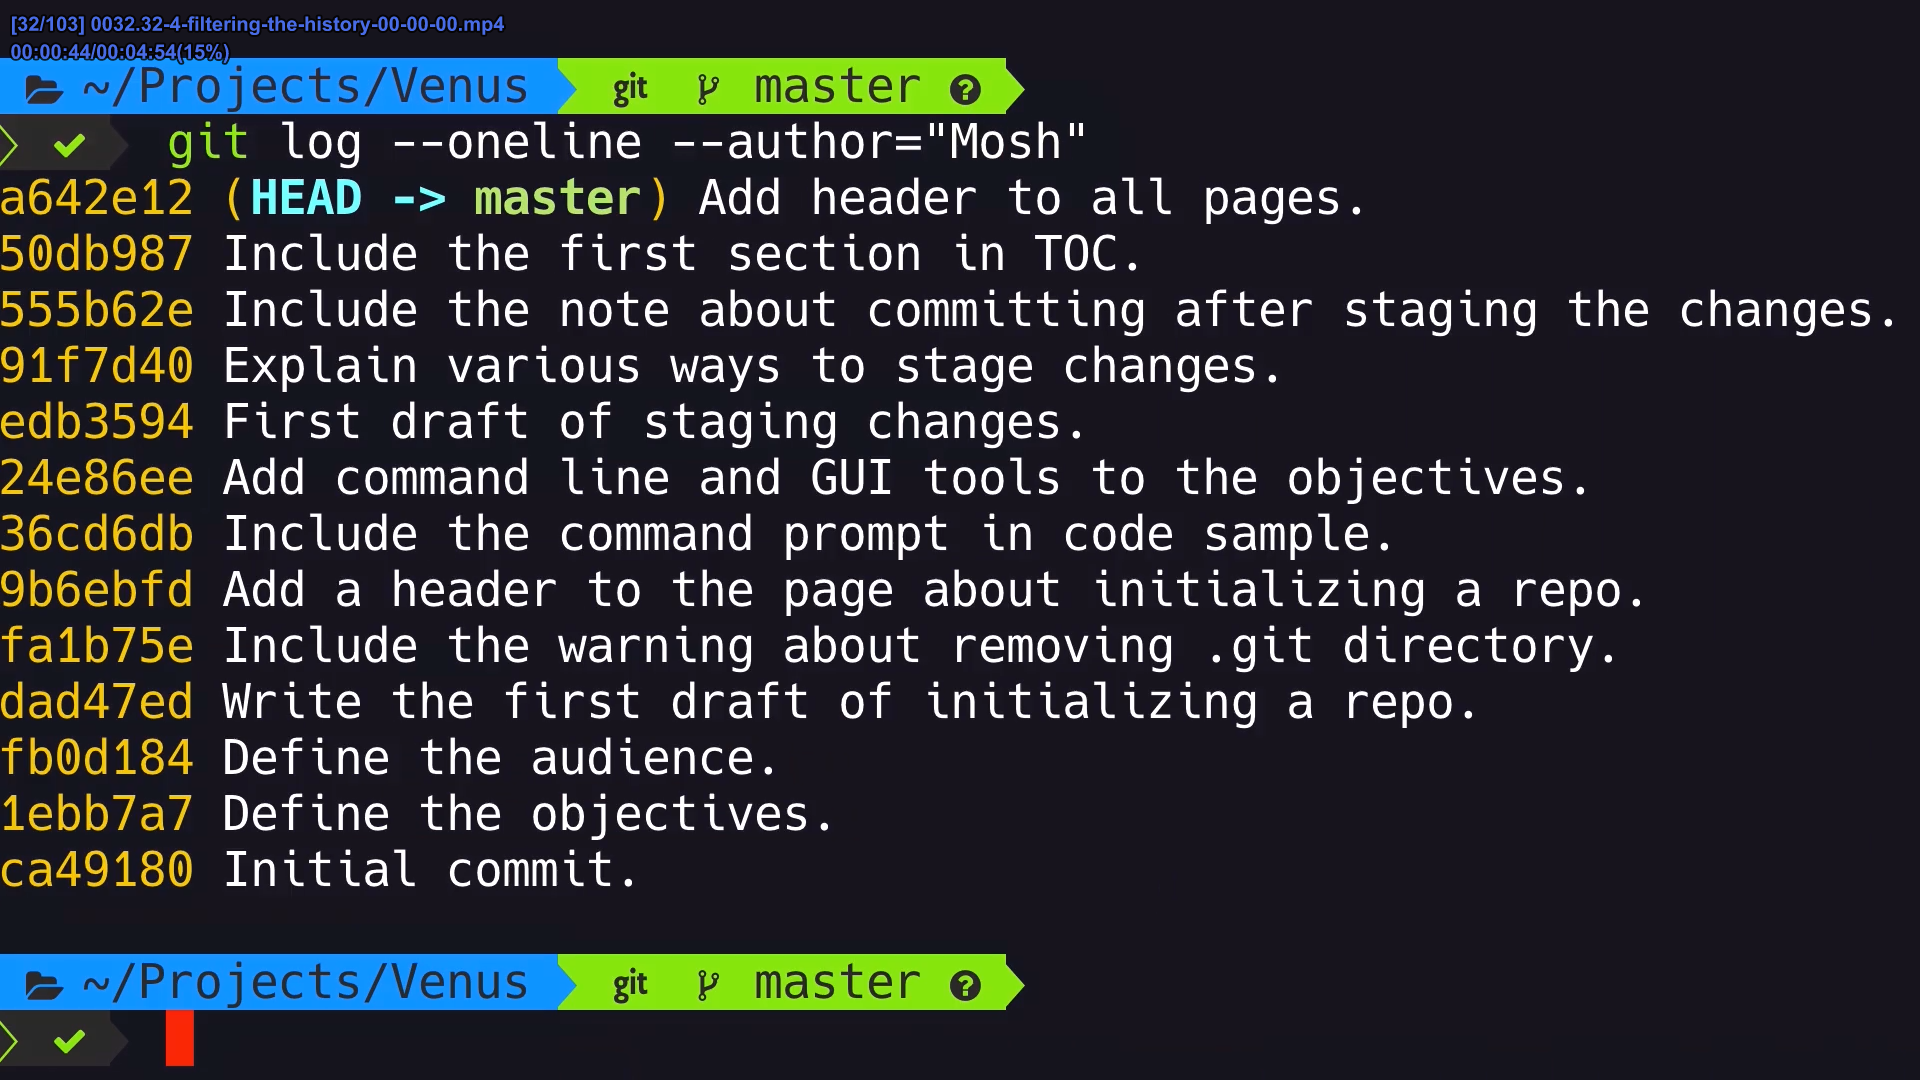 [32/103] 0032.32-4-filtering-the-history-00-00-00.mp4
00:00:44/00:04:54(15%)
~/Projects/Venus git master ?
git log --oneline --author="Mosh"
a642e12 (HEAD -> master) Add header to all pages.
50db987 Include the first section in TOC.
555b62e Include the note about committing after staging the changes.
91f7d40 Explain various ways to stage changes.
edb3594 First draft of staging changes.
24e86ee Add command line and GUI tools to the objectives.
36cd6db Include the command prompt in code sample.
9b6ebfd Add a header to the page about initializing a repo.
fa1b75e Include the warning about removing .git directory.
dad47ed Write the first draft of initializing a repo.
fb0d184 Define the audience.
1ebb7a7 Define the objectives.
ca49180 Initial commit.
~/Projects/Venus git master ?